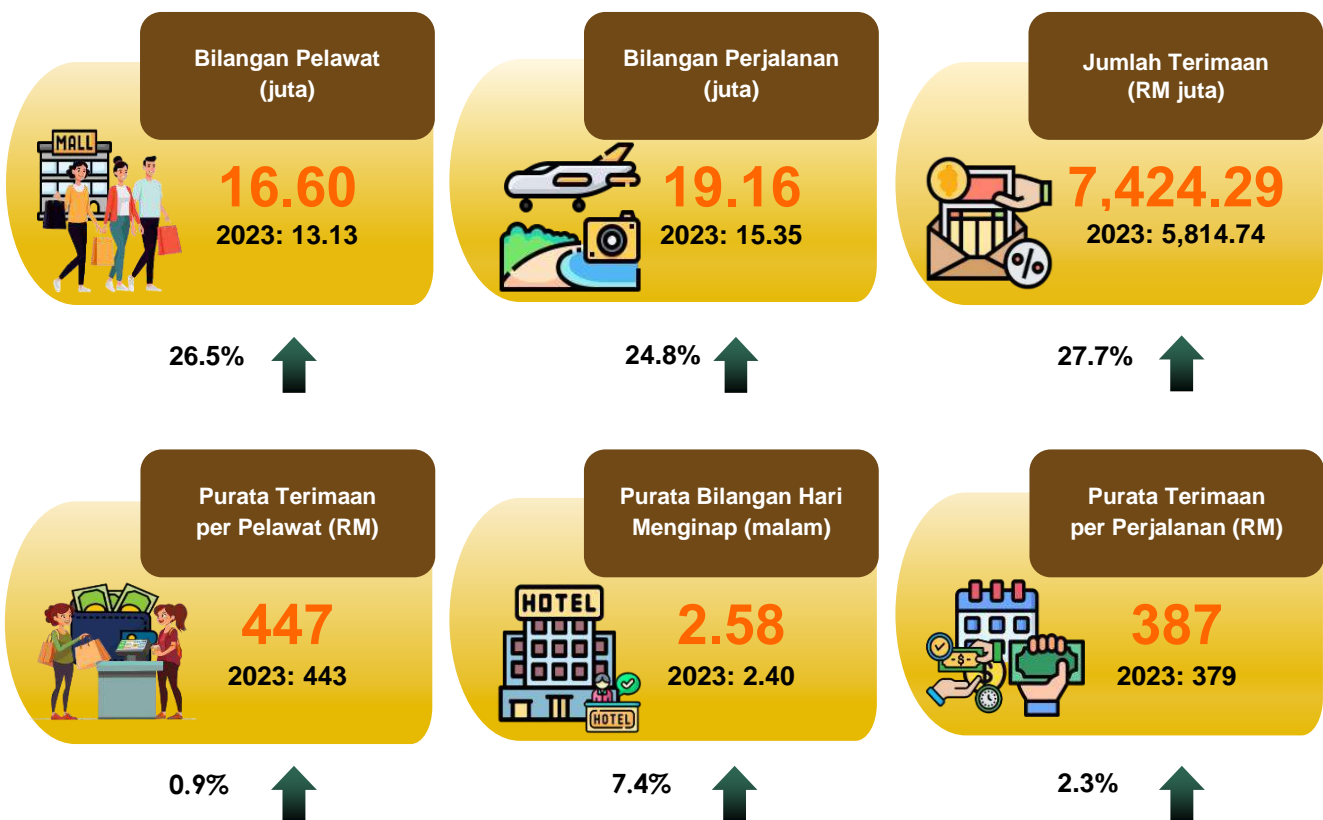 Bilangan Pelawat
(juta)
MALL
16.60
2023: 13.13
26.5%
Bilangan Perjalanan
(juta)
19.16
2023: 15.35
24.8%
Jumlah Terimaan
(RM juta)
%
7,424.29
2023: 5,814.74
27.7%
Purata Terimaan
per Pelawat (RM)
447
2023: 443
0.9%
Purata Bilangan Hari
Menginap (malam)
HOTEL
HOTEL
2.58
2023: 2.40
7.4%
Purata Terimaan
per Perjalanan (RM)
-$-
387
2023: 379
2.3%